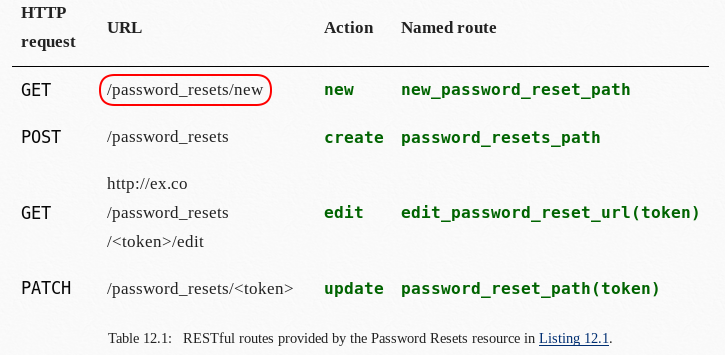 HTTP request URL Action Named route
GET /password_resets/new new new_password_reset_path
POST /password_resets create password_resets_path
GET http://ex.co/password_resets/<token>/edit edit edit_password_reset_url(token)
PATCH /password_resets/<token> update password_reset_path(token)
Table 12.1: RESTful routes provided by the Password Resets resource in Listing 12.1.